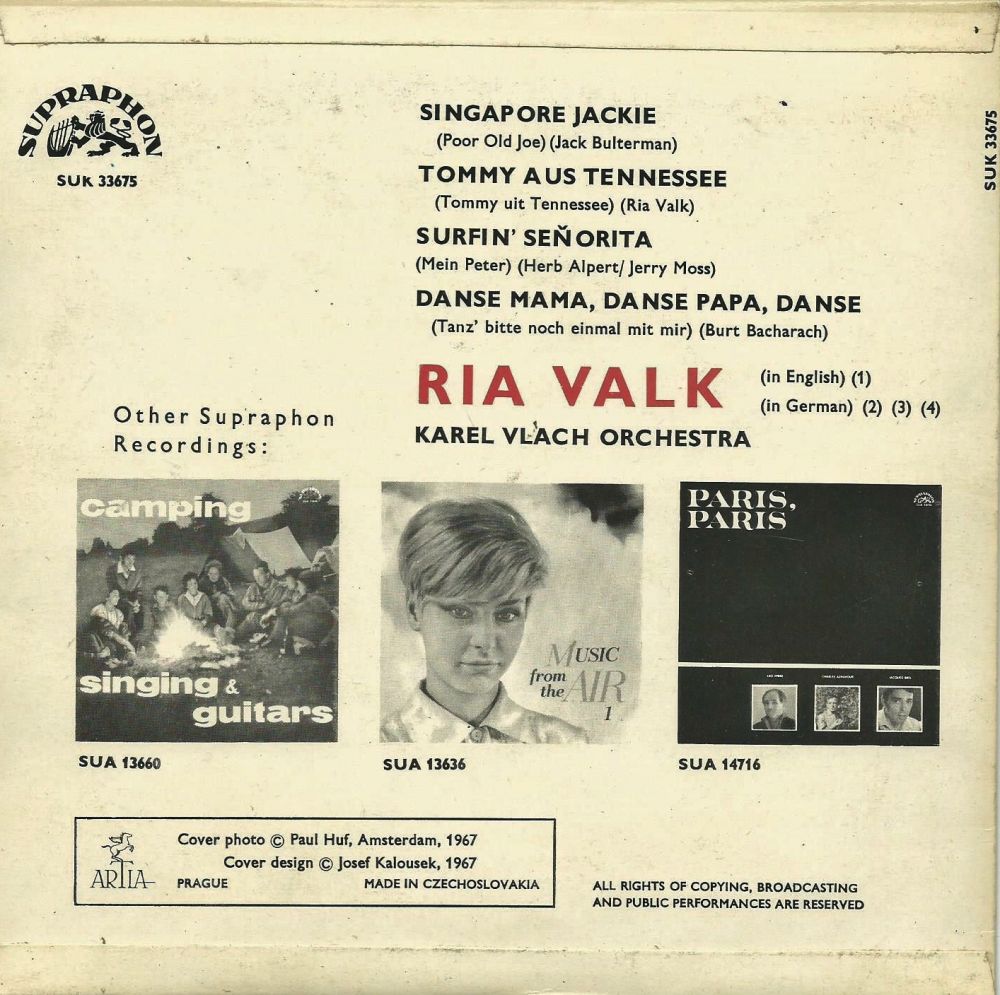 SUPRAPHON
SUK 33675
SUK 33675
SINGAPORE JACKIE
(Poor Old Joe) (Jack Bulterman)
TOMMY AUS TENNESSEE
(Tommy uit Tennessee) (Ria Valk)
SURFIN' SEŇORITA
(Mein Peter) (Herb Alpert/ Jerry Moss)
DANSE MAMA, DANSE PAPA, DANSE
(Tanz' bitte noch einmal mit mir) (Burt Bacharach)
RIA VALK
(in English) (1)
(in German) (2) (3) (4)
KAREL VLACH ORCHESTRA
Other Supraphon
Recordings:
camping
singing &
guitars
SUA 13660
MUSIC
from
the AIR
1
SUA 13636
PARIS,
PARIS
SUA 14716
ARTIA
Cover photo © Paul Huf, Amsterdam, 1967
Cover design © Josef Kalousek, 1967
PRAGUE MADE IN CZECHOSLOVAKIA
ALL RIGHTS OF COPYING, BROADCASTING
AND PUBLIC PERFORMANCES ARE RESERVED